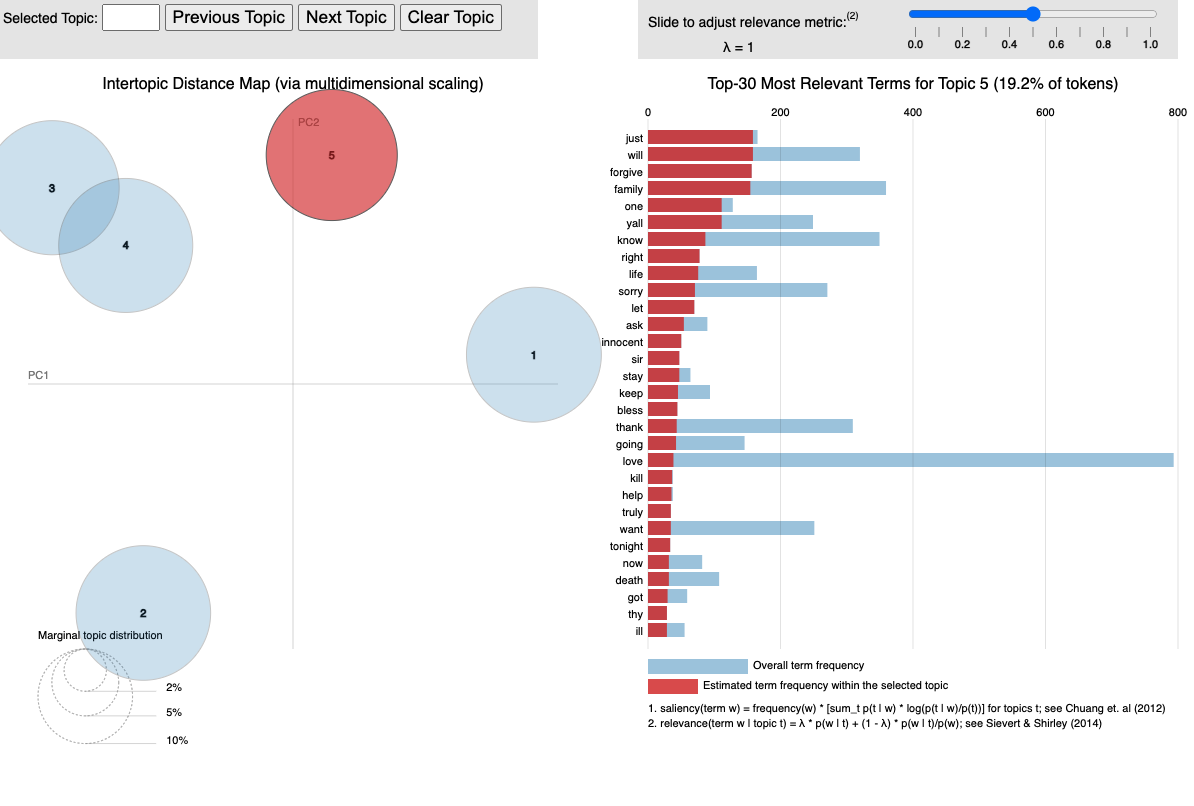 Selected Topic: Previous Topic Next Topic Clear Topic
Slide to adjust relevance metric:(2)
λ = 1
0.0 0.2 0.4 0.6 0.8 1.0
Intertopic Distance Map (via multidimensional scaling)
PC2
5
3
4
1
PC1
2
Marginal topic distribution
2%
5%
10%
Top-30 Most Relevant Terms for Topic 5 (19.2% of tokens)
0 200 400 600 800
just
will
forgive
family
one
yall
know
right
life
sorry
let
ask
innocent
sir
stay
keep
bless
thank
going
love
kill
help
truly
want
tonight
now
death
got
thy
ill
Overall term frequency
Estimated term frequency within the selected topic
1. saliency(term w) = frequency(w) * [sum_t p(t | w) * log(p(t | w)/p(t))] for topics t; see Chuang et. al (2012)
2. relevance(term w | topic t) = λ * p(w | t) + (1 - λ) * p(w | t)/p(w); see Sievert & Shirley (2014)